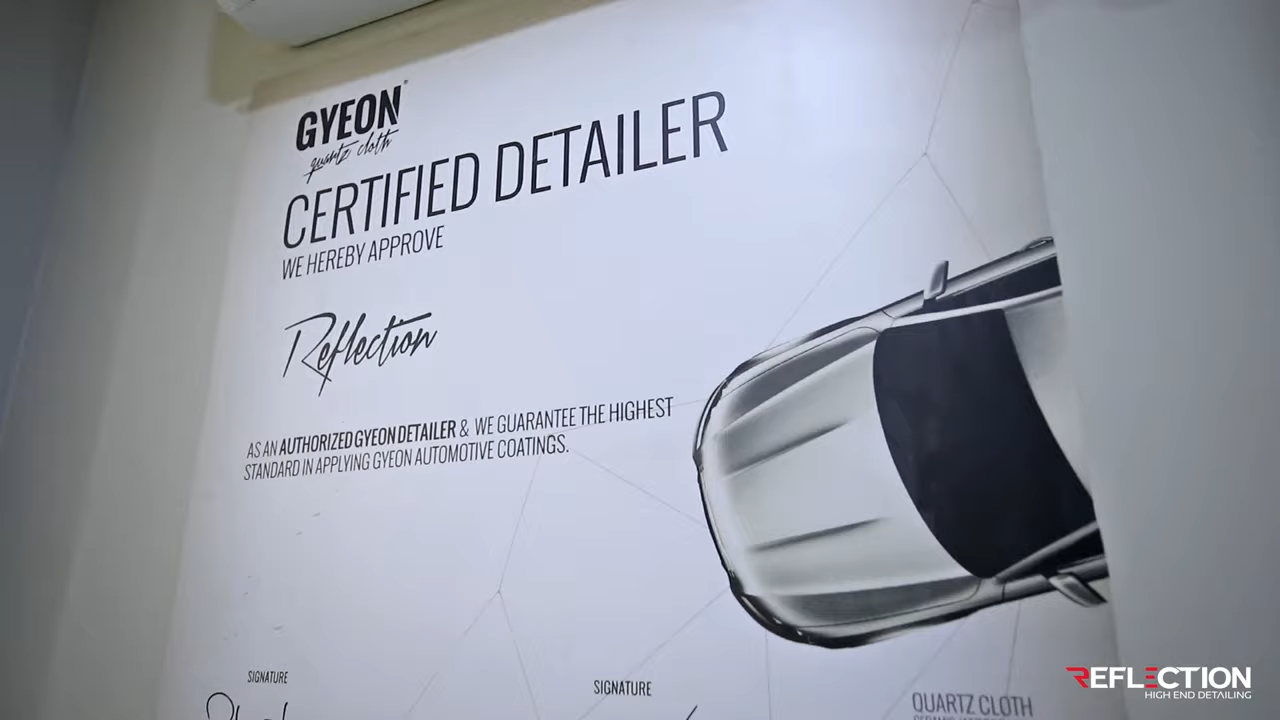 GYEON
quartz cloth
CERTIFIED DETAILER
WE HEREBY APPROVE
Reflection
AS AN AUTHORIZED GYEON DETAILER & WE GUARANTEE THE HIGHEST
STANDARD IN APPLYING GYEON AUTOMOTIVE COATINGS.
SIGNATURE
SIGNATURE
QUARTZ CLOTH
REFLECTION
HIGH END DETAILING